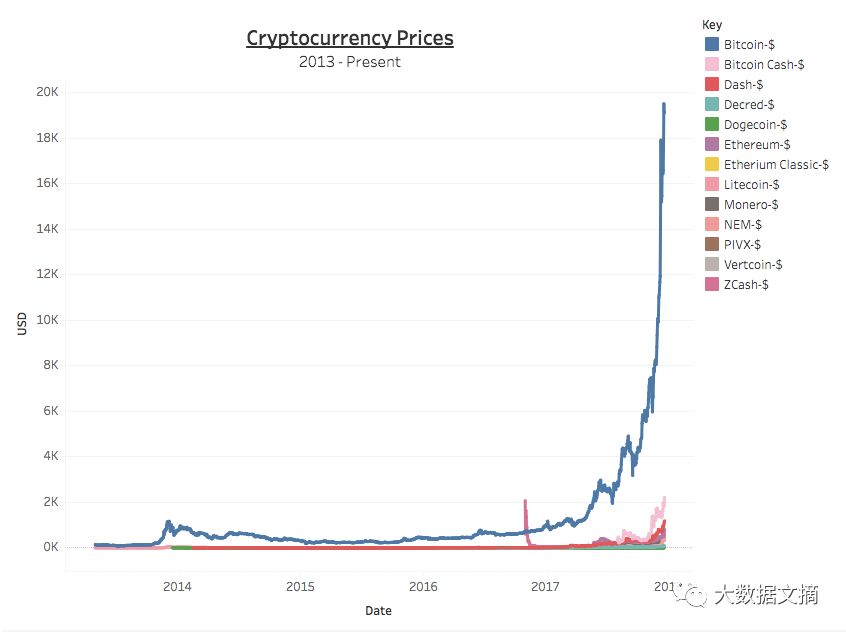 Cryptocurrency Prices
2013 - Present
Key
Bitcoin-$
Bitcoin Cash-$
Dash-$
Decred-$
Dogecoin-$
Ethereum-$
Etherium Classic-$
Litecoin-$
Monero-$
NEM-$
PIVX-$
Vertcoin-$
ZCash-$
USD
20K
18K
16K
14K
12K
10K
8K
6K
4K
2K
0K
2014
2015
2016
2017
Date
大数据文摘